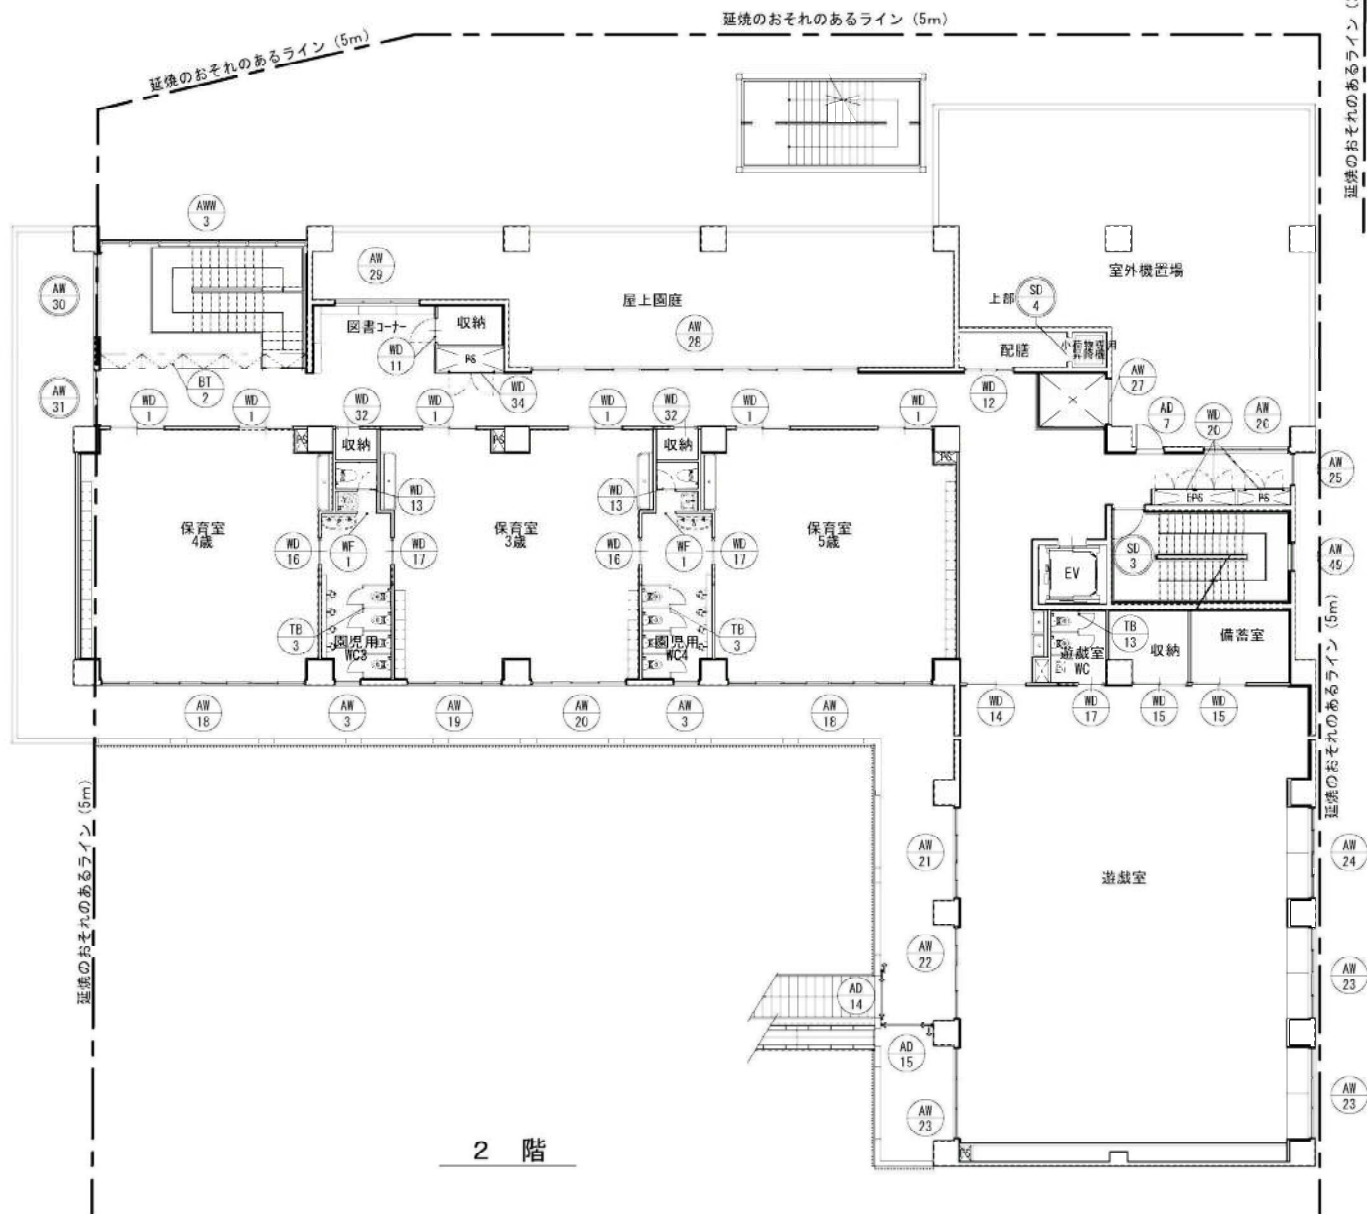 延焼のおそれのあるライン（5m）
延焼のおそれのあるライン（5m）
延焼のおそれのあるライン
AWW
3
AW
30
AW
29
屋上園庭
室外機置場
上部
SD
4
図書コーナー
収納
WD
11
PS
AW
28
配膳
BT
2
WD
34
WD
12
AW
27
AW
31
WD
1
WD
1
WD
32
WD
1
WD
1
WD
32
WD
1
WD
1
AD
7
WD
20
AW
26
PS
収納
PS
収納
PS
AW
25
WD
13
WD
13
EPS
PS
保育室
4歳
保育室
3歳
保育室
5歳
WD
16
WF
1
WD
17
WD
16
WF
1
WD
17
SD
3
AW
49
EV
TB
3
園児用
WC3
TB
3
園児用
WC4
TB
13
遊戯室
WC
収納
備蓄室
AW
18
AW
3
AW
19
AW
20
AW
3
AW
18
WD
14
WD
17
WD
15
WD
15
延焼のおそれのあるライン（5m）
延焼のおそれのあるライン（5m）
AW
21
AW
24
遊戯室
AW
22
AW
23
AD
14
AD
15
AW
23
AW
23
2 階